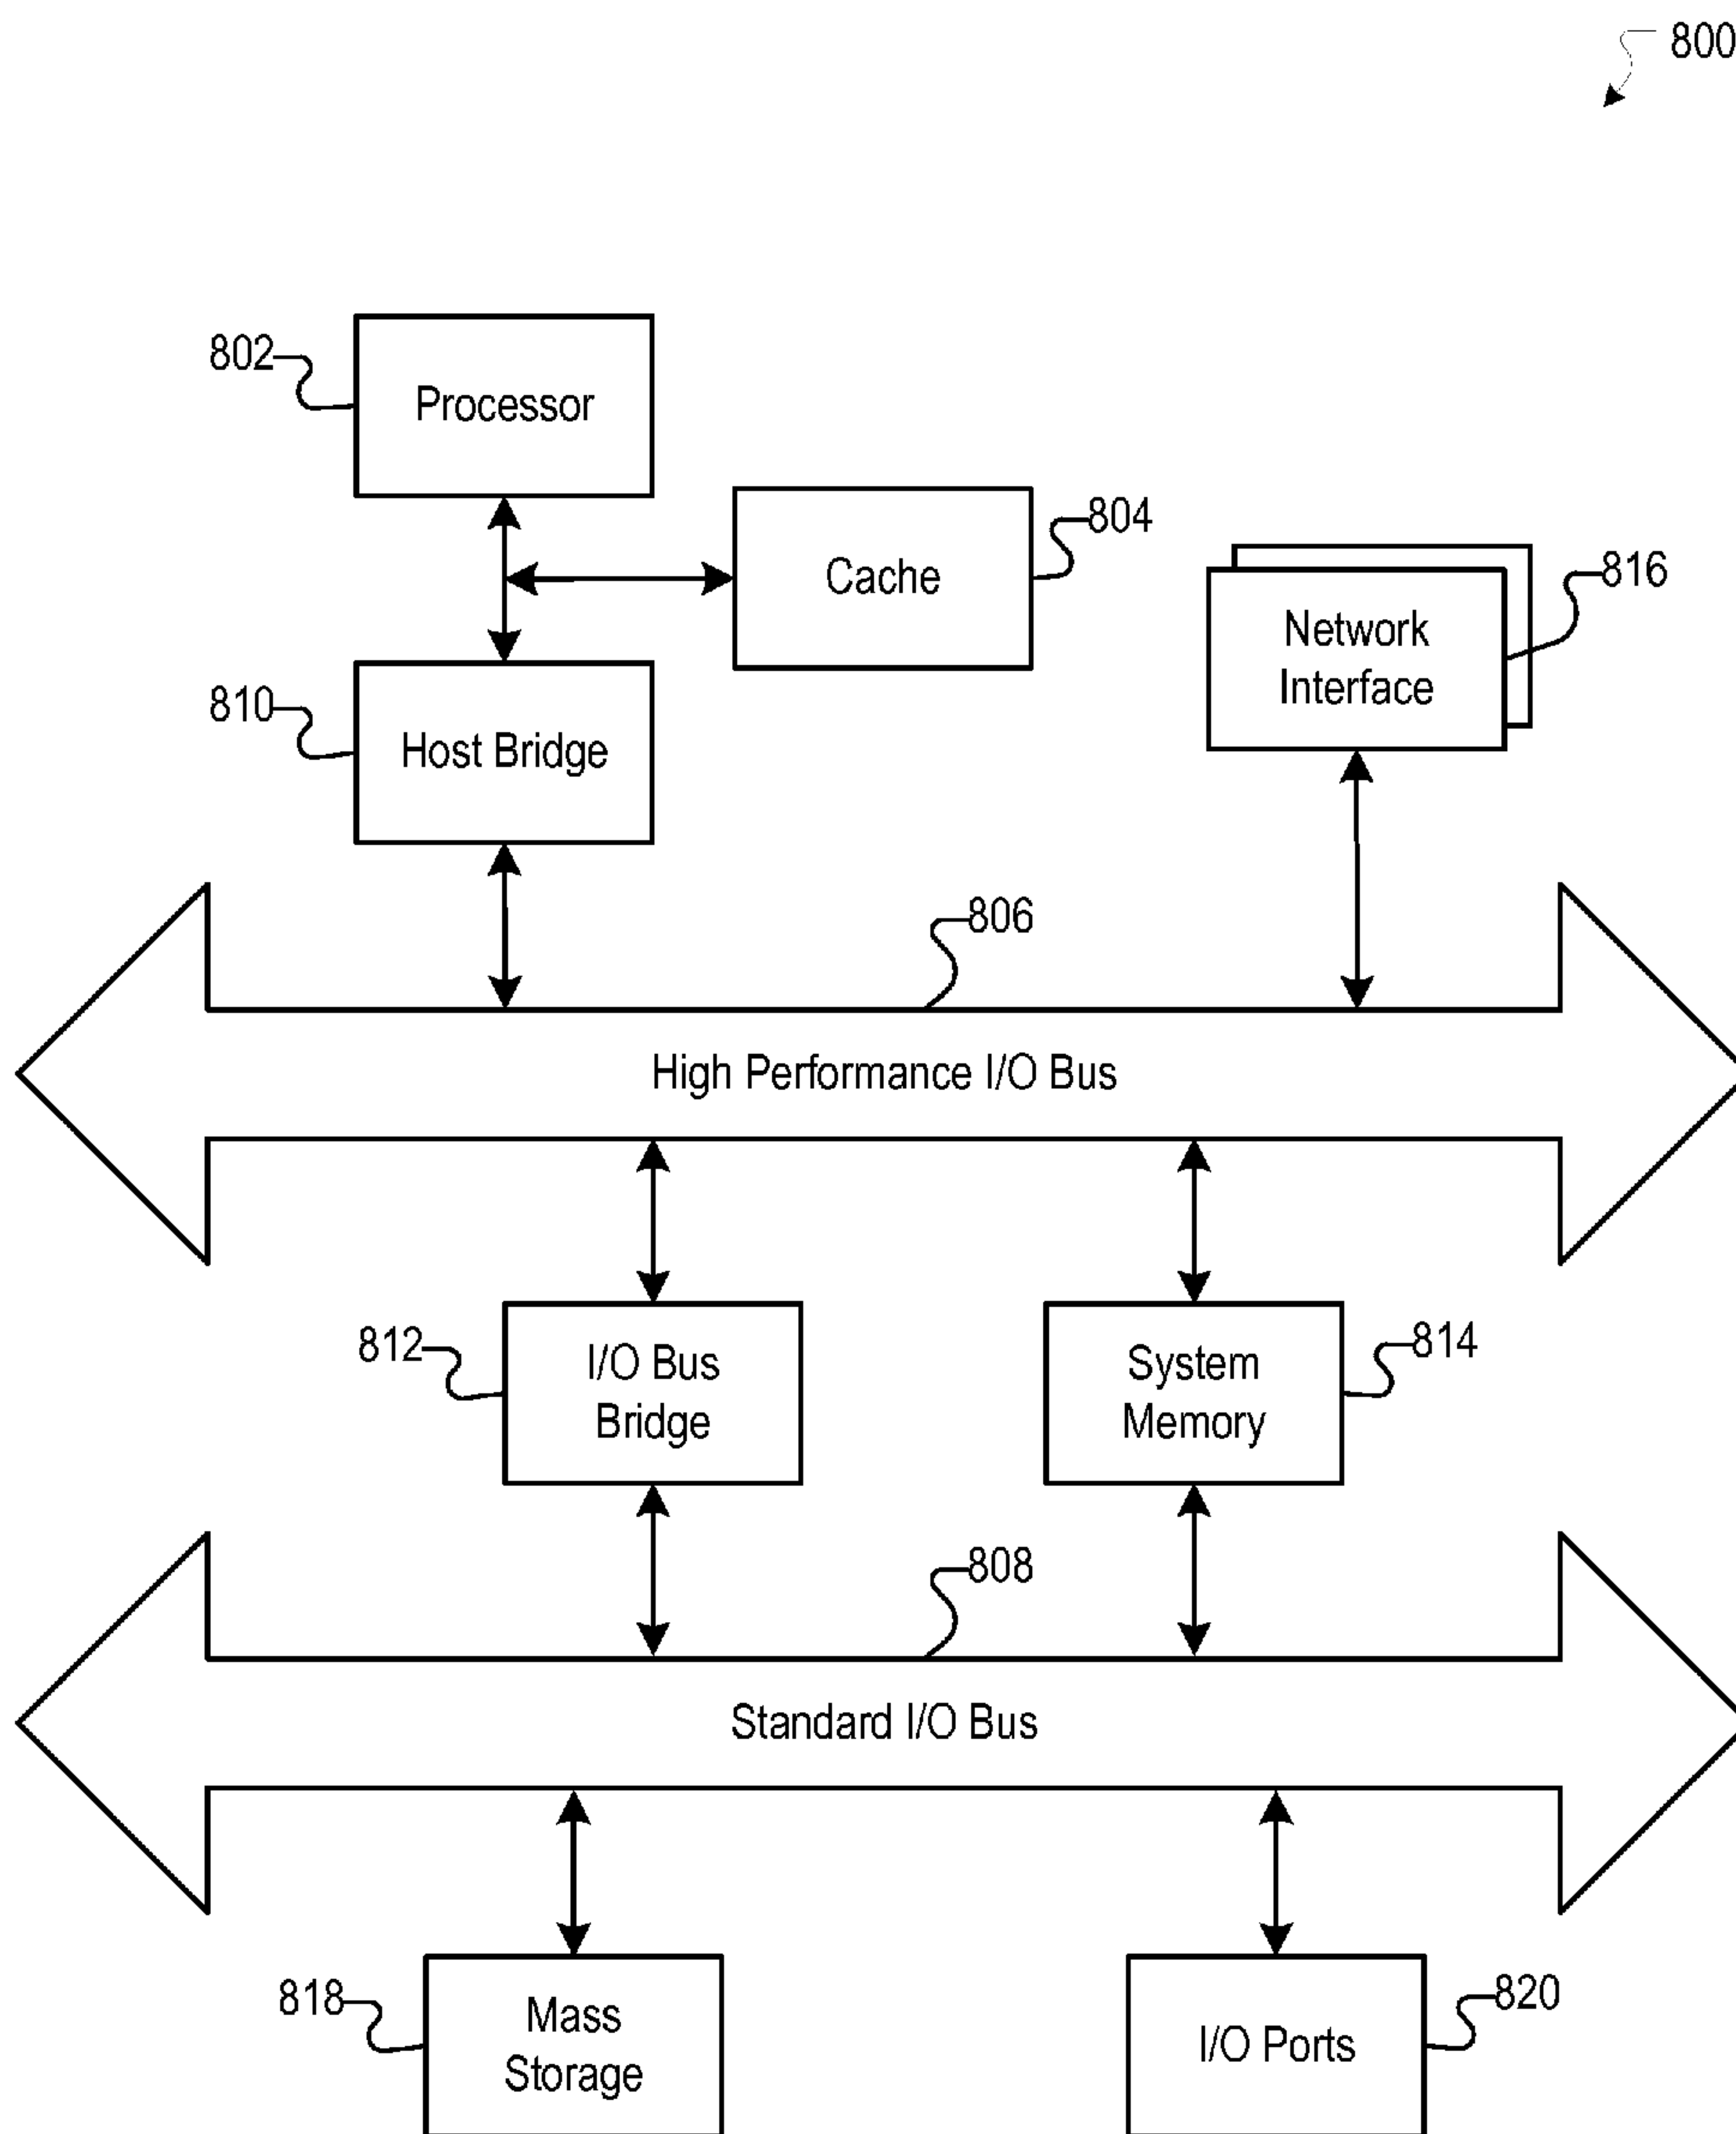 800
802
Processor
804
Cache
816
Network
Interface
810
Host Bridge
806
High Performance I/O Bus
812
I/O Bus
Bridge
814
System
Memory
808
Standard I/O Bus
818
Mass
Storage
820
I/O Ports